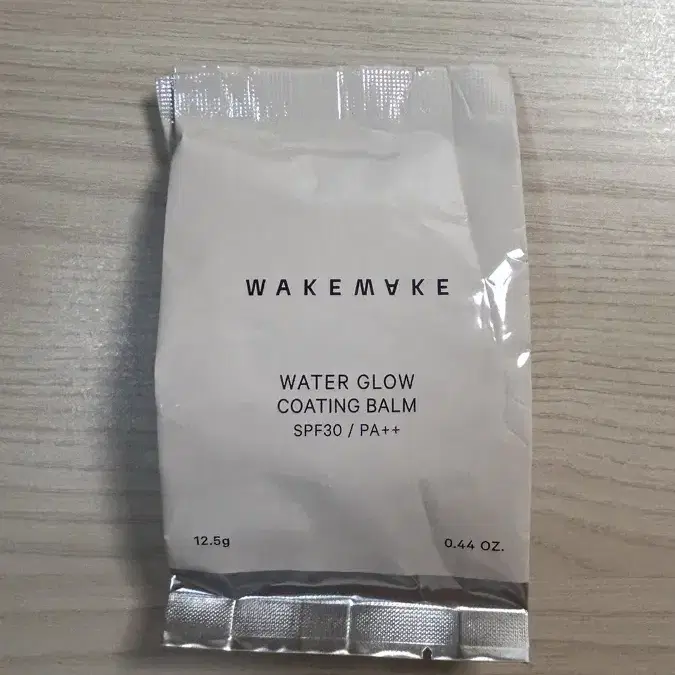 WAKEMAKE
WATER GLOW
COATING BALM
SPF30 / PA++
12.5g
0.44 OZ.